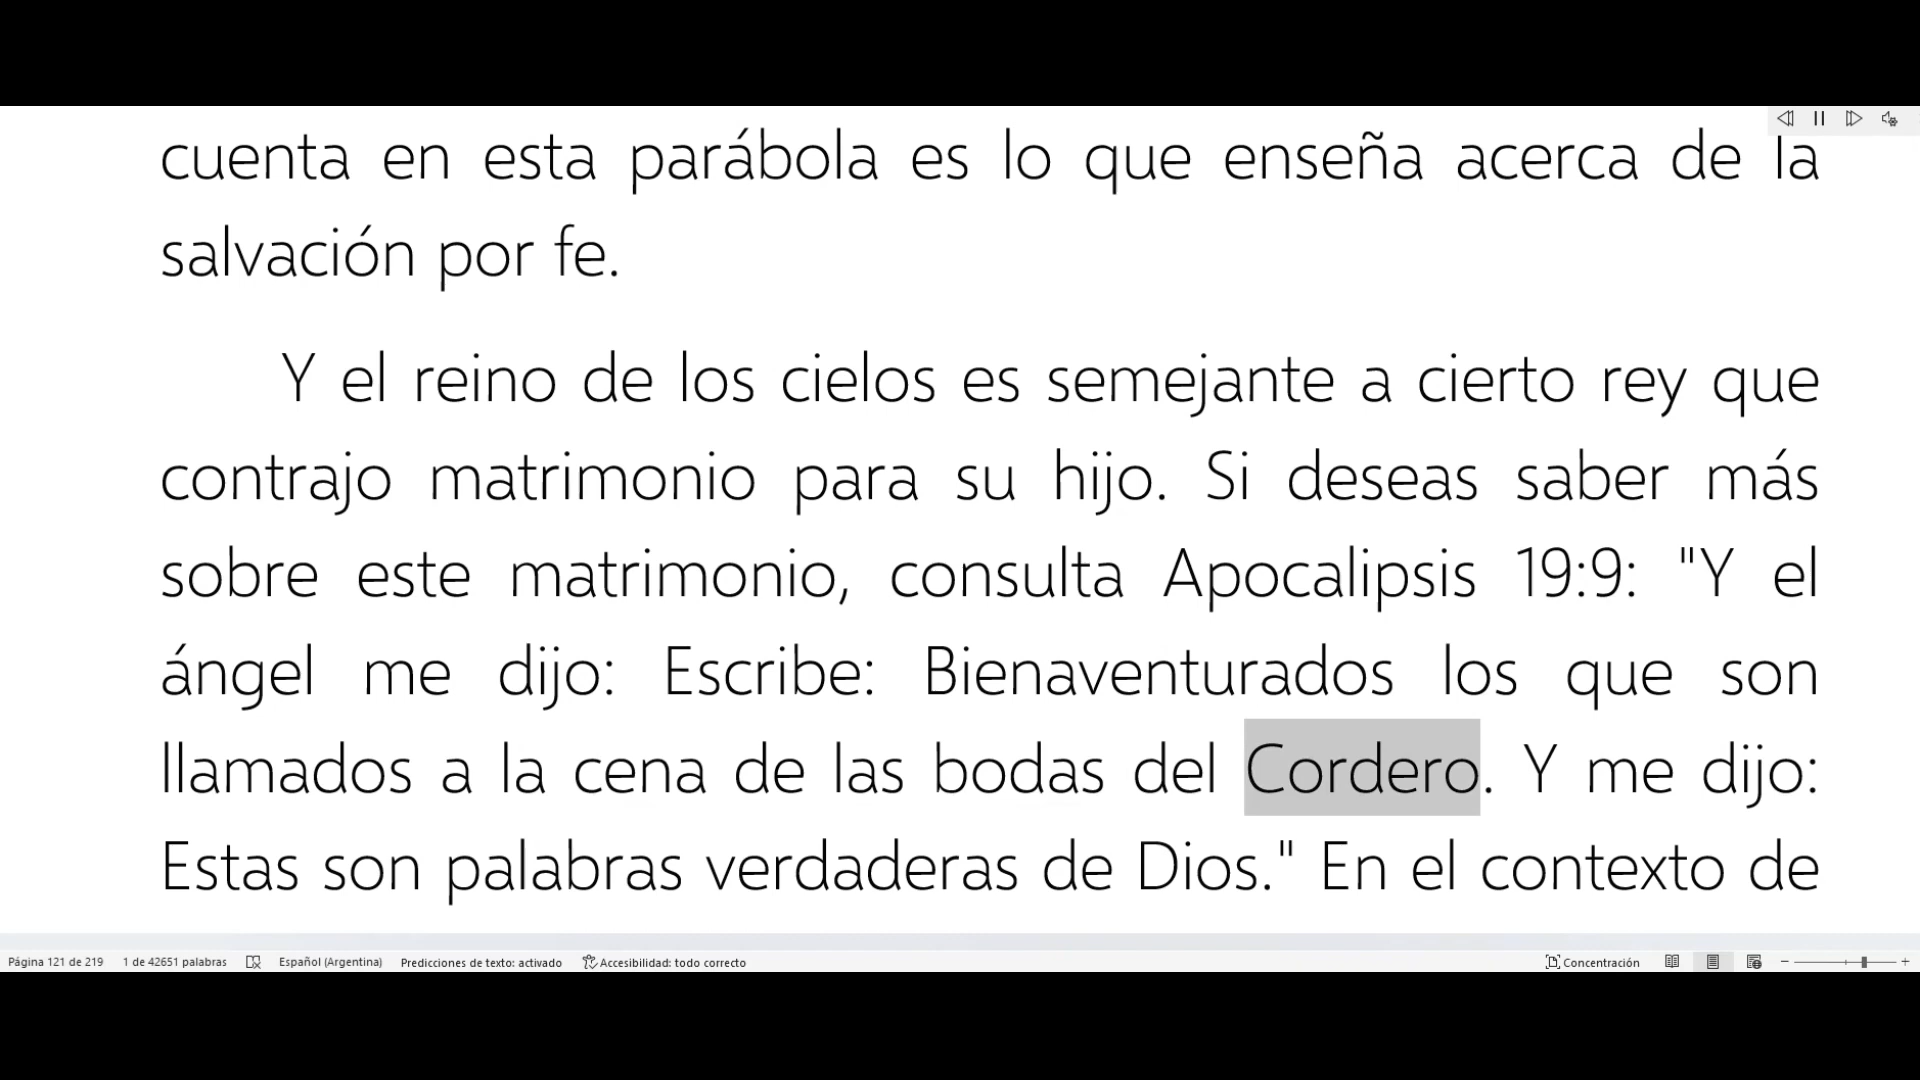 cuenta en esta parábola es lo que enseña acerca de la
salvación por fe.
Y el reino de los cielos es semejante a cierto rey que
contrajo matrimonio para su hijo. Si deseas saber más
sobre este matrimonio, consulta Apocalipsis 19:9: "Y el
ángel me dijo: Escribe: Bienaventurados los que son
llamados a la cena de las bodas del Cordero. Y me dijo:
Estas son palabras verdaderas de Dios." En el contexto de
Página 121 de 219 1 de 42651 palabras Español (Argentina) Predicciones de texto: activado Accesibilidad: todo correcto Concentración